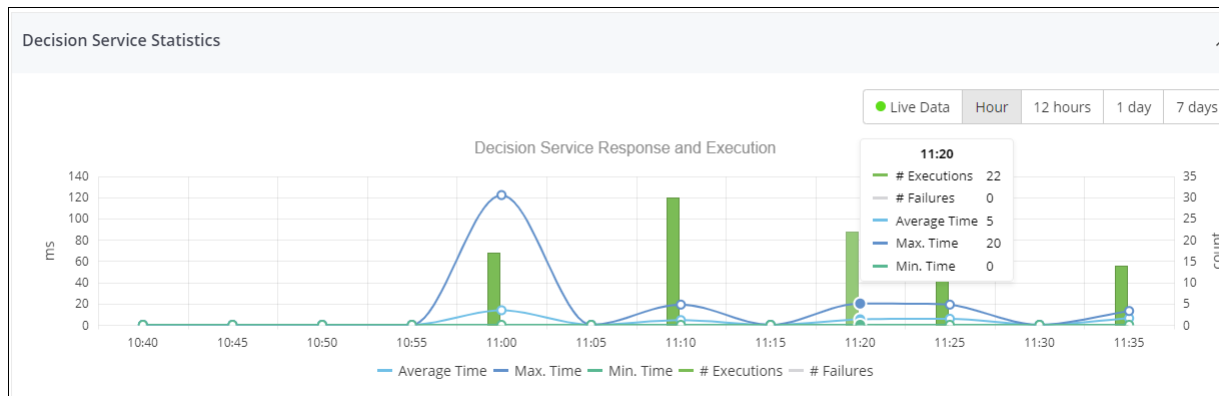 Decision Service Statistics
Live Data Hour 12 hours 1 day 7 days
Decision Service Response and Execution
11:20
# Executions 22
# Failures 0
Average Time 5
Max. Time 20
Min. Time 0
140 35
120 30
100 25
80 20
60 15
40 10
20 5
0 0
ms
count
10:40 10:45 10:50 10:55 11:00 11:05 11:10 11:15 11:20 11:25 11:30 11:35
Average Time Max. Time Min. Time # Executions # Failures